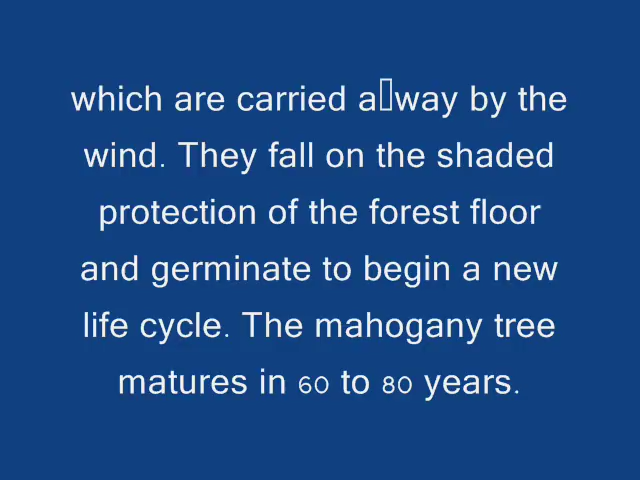 which are carried a▯way by the
wind. They fall on the shaded
protection of the forest floor
and germinate to begin a new
life cycle. The mahogany tree
matures in 60 to 80 years.